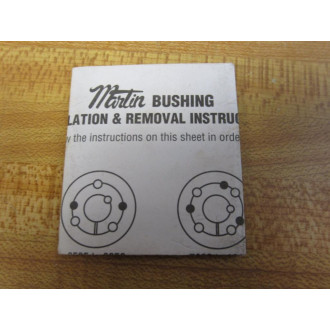 Martin BUSHING
LATION & REMOVAL INSTRUC
y the instructions on this sheet in orde